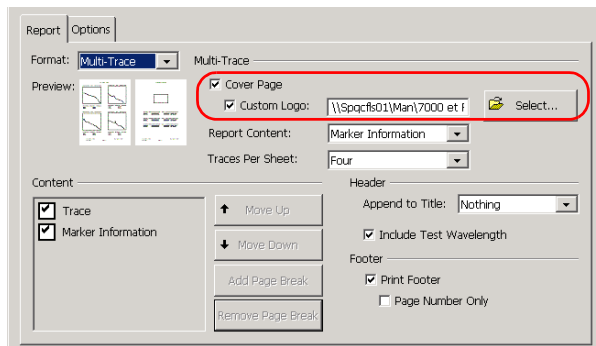 Report Options
Format: Multi-Trace Multi-Trace
Preview:
Cover Page
Custom Logo: \\Spqcfls01\Man\7000 et F Select...
Report Content: Marker Information
Traces Per Sheet: Four
Content Header
Trace Move Up Append to Title: Nothing
Marker Information Move Down Include Test Wavelength
Footer
Add Page Break Print Footer
Page Number Only
Remove Page Break